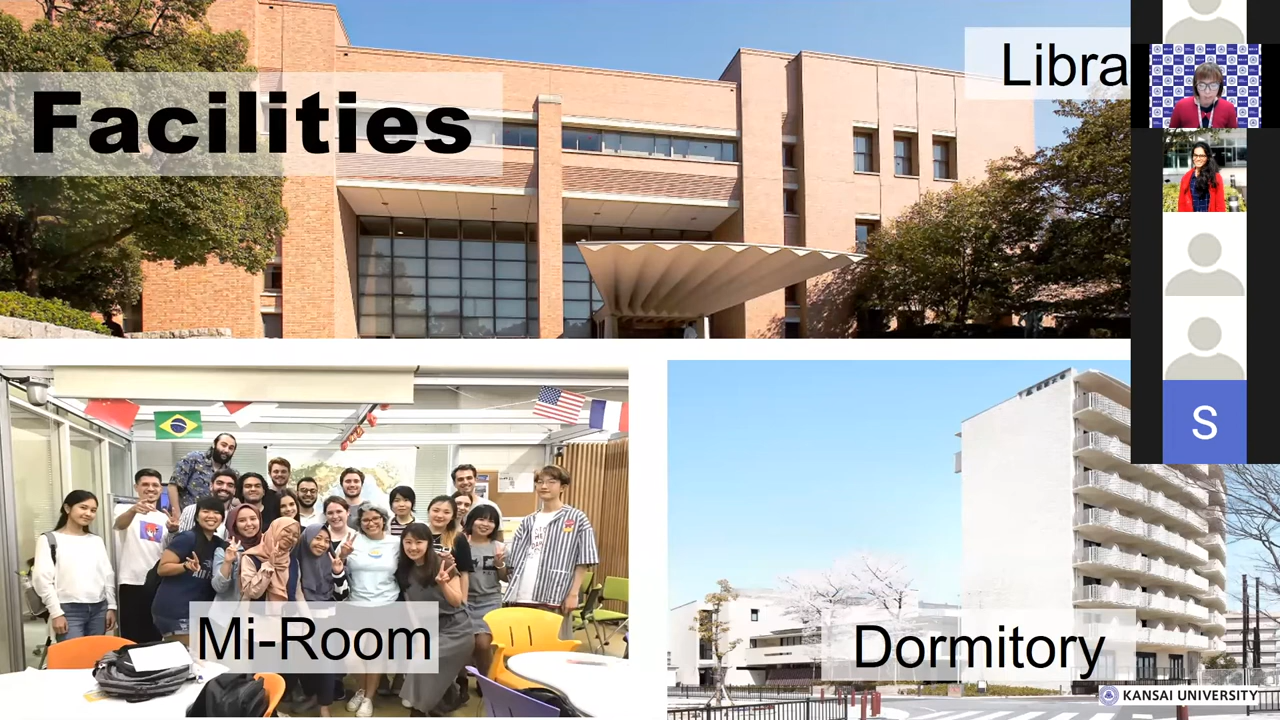 Facilities
Libra
S
Mi-Room
Dormitory
KANSAI UNIVERSITY